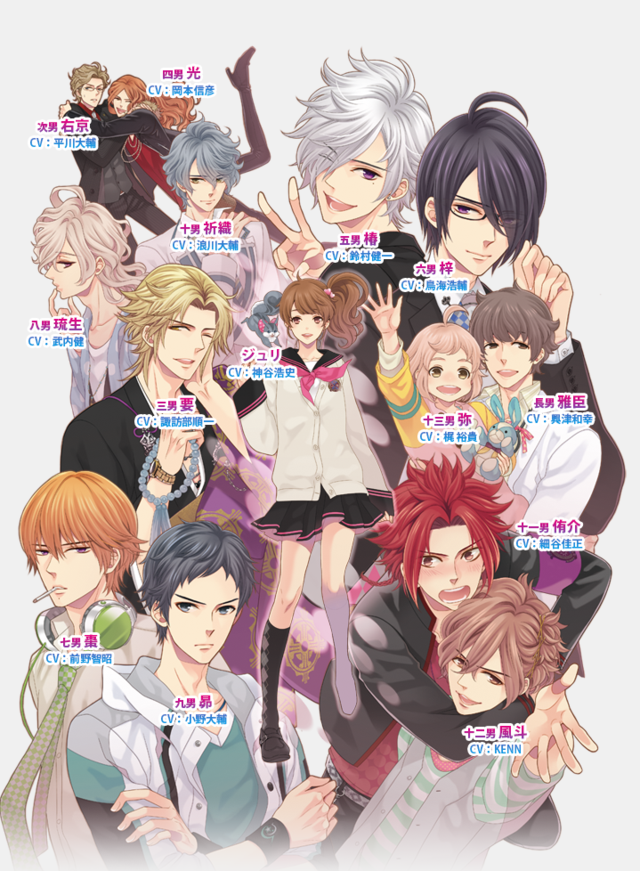 四男 光
CV：岡本信彦
次男 右京
CV：平川大輔
十男 祈織
CV：浪川大輔
五男 椿
CV：鈴村健一
六男 梓
CV：鳥海浩輔
八男 琉生
CV：武内健
ジュリ
CV：神谷浩史
三男 要
CV：諏訪部順一
十三男 弥
CV：梶 裕貴
長男 雅臣
CV：興津和幸
十一男 侑介
CV：細谷佳正
七男 棗
CV：前野智昭
九男 昴
CV：小野大輔
十二男 風斗
CV：KENN